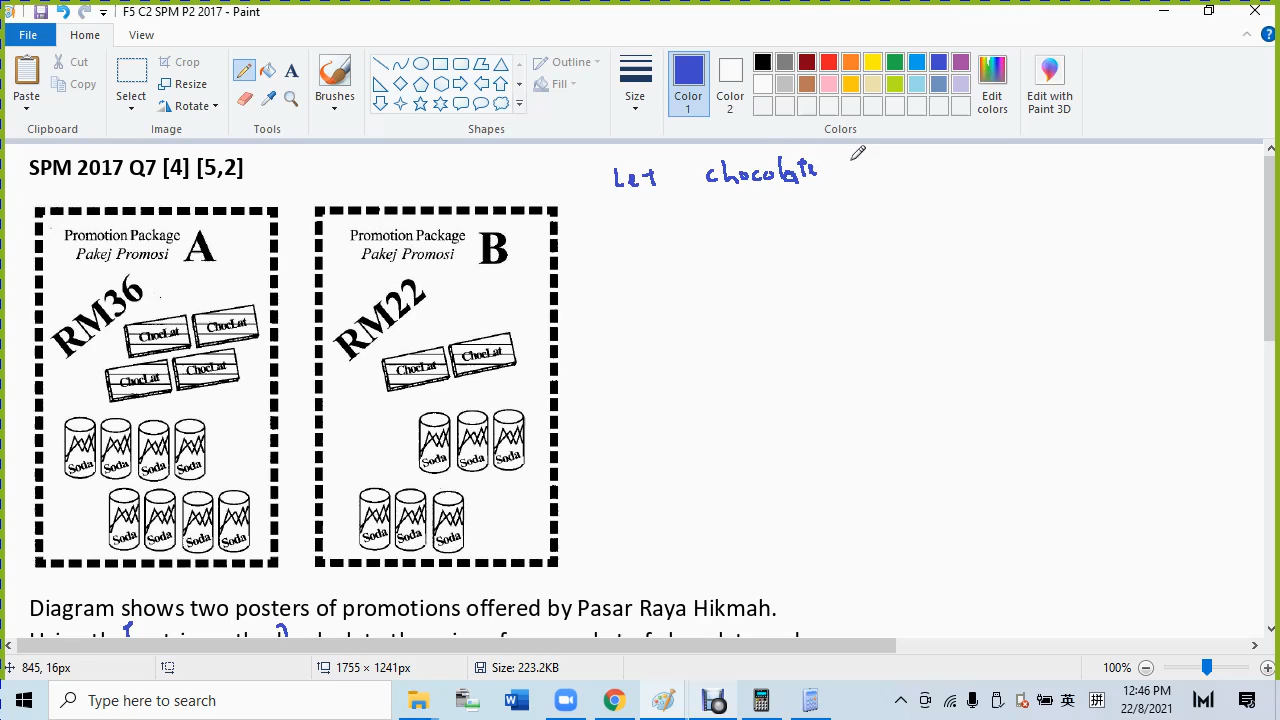 F5 C2 SPM P2 2017 - Paint
File Home View
Paste Cut Copy Clipboard
Select Crop Resize Rotate Image
Tools
Brushes
Outline Fill Shapes
Size
Color 1 Color 2 Edit colors Colors
Edit with Paint 3D
SPM 2017 Q7 [4] [5,2]
Let chocolate
Promotion Package
Pakej Promosi A
RM36
ChocLat ChocLat
ChocLat ChocLat
Soda Soda Soda Soda
Soda Soda Soda Soda
Promotion Package
Pakej Promosi B
RM22
ChocLat ChocLat
Soda Soda Soda
Soda Soda Soda
Diagram shows two posters of promotions offered by Pasar Raya Hikmah.
845, 16px 1755 × 1241px Size: 223.2KB 100%
Type here to search
英 拼
12:46 PM
22/8/2021